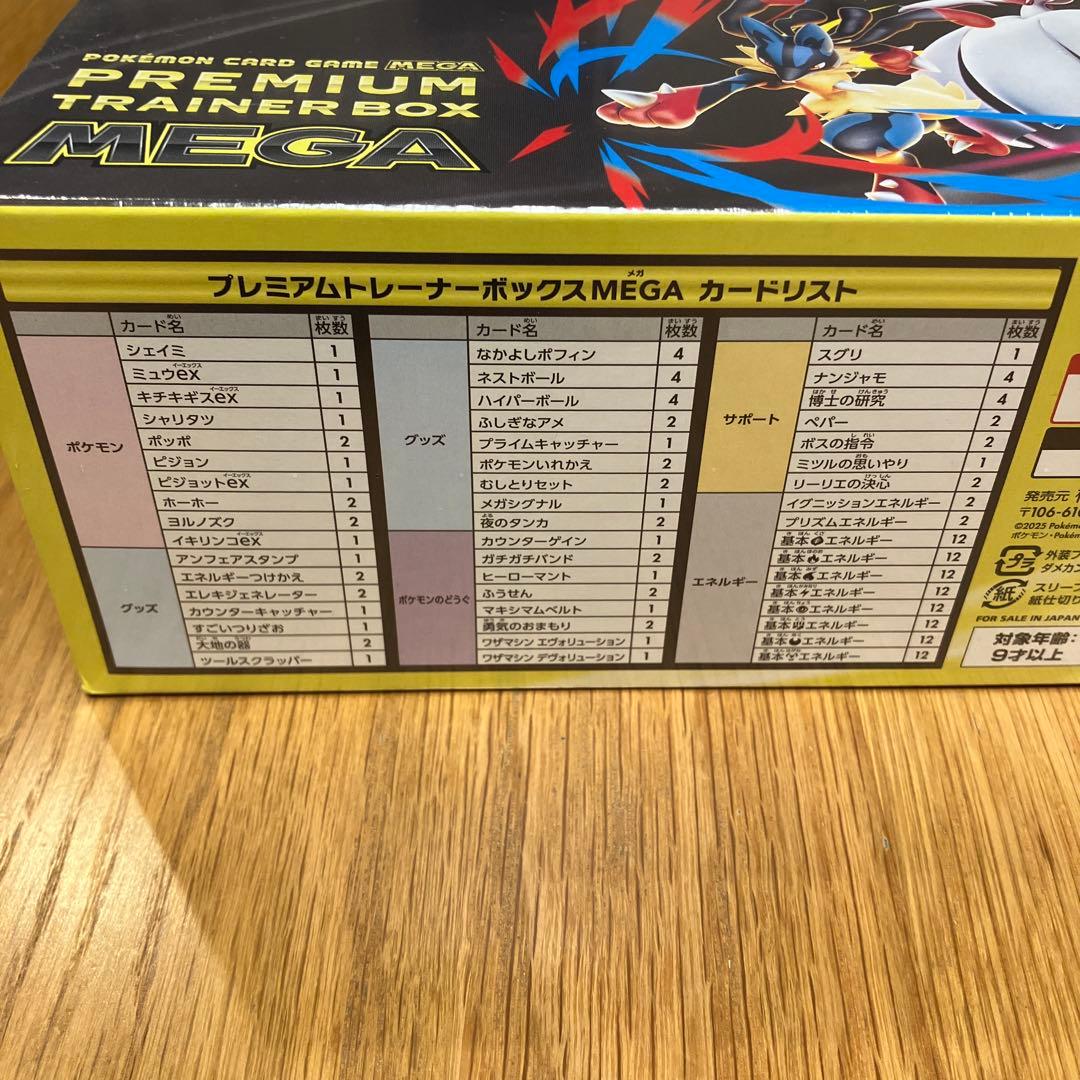 POKÉMON CARD GAME MEGA
PREMIUM
TRAINER BOX
MEGA
プレミアムトレーナーボックスMEGA カードリスト
カード名 枚数
ポケモン
シェイミ 1
ミュウex 1
キチキギスex 1
シャリタツ 1
ポッポ 2
ピジョン 1
ピジョットex 1
ホーホー 2
ヨルノズク 2
イキリンコex 1
グッズ
アンフェアスタンプ 1
エネルギーつけかえ 2
エレキジェネレーター 2
カウンターキャッチャー 1
すごいつりざお 1
大地の器 2
ツールスクラッパー 1
カード名 枚数
グッズ
なかよしポフィン 4
ネストボール 4
ハイパーボール 4
ふしぎなアメ 2
プライムキャッチャー 1
ポケモンいれかえ 2
むしとりセット 2
メガシグナル 1
夜のタンカ 2
ポケモンのどうぐ
カウンターゲイン 1
ガチガチバンド 2
ヒーローマント 1
ふうせん 2
マキシマムベルト 1
勇気のおまもり 2
ワザマシン エヴォリューション 1
ワザマシン デヴォリューション 1
カード名 枚数
サポート
スグリ 1
ナンジャモ 4
博士の研究 4
ペパー 2
ボスの指令 2
ミツルの思いやり 1
リーリエの決心 2
エネルギー
イグニッションエネルギー 2
プリズムエネルギー 2
基本エネルギー 12
基本エネルギー 12
基本エネルギー 12
基本エネルギー 12
基本エネルギー 12
基本エネルギー 12
基本エネルギー 12
基本エネルギー 12
発売元
〒106-61
©2025 Pokém
ポケモン・Poké
プラ
外装フ
ダメカン
紙
スリーブ
紙仕切り
FOR SALE IN JAPAN
対象年齢:
9才以上